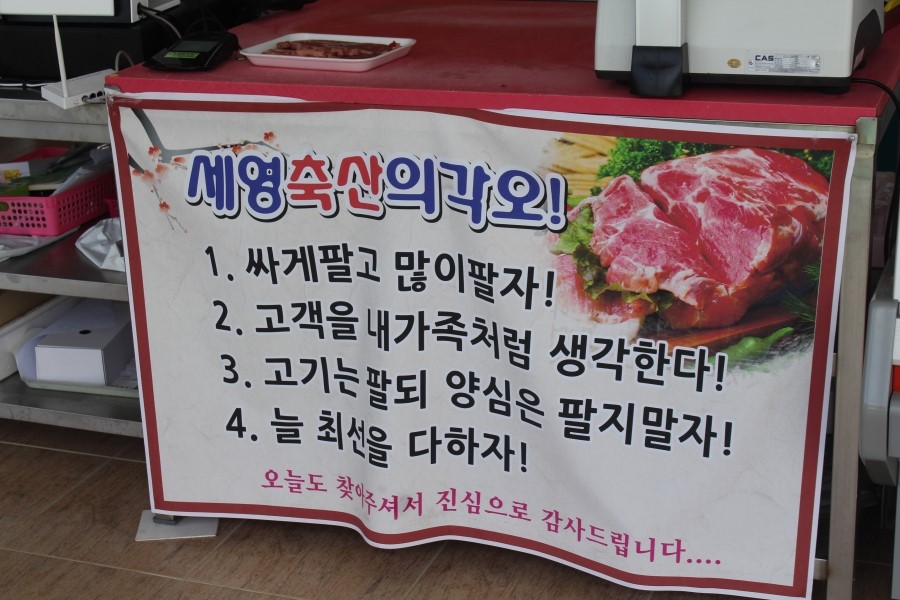 세영축산의각오!
1. 싸게팔고 많이팔자!
2. 고객을 내가족처럼 생각한다!
3. 고기는팔되 양심은 팔지말자!
4. 늘 최선을 다하자!
오늘도 찾아주셔서 진심으로 감사드립니다....
CAS